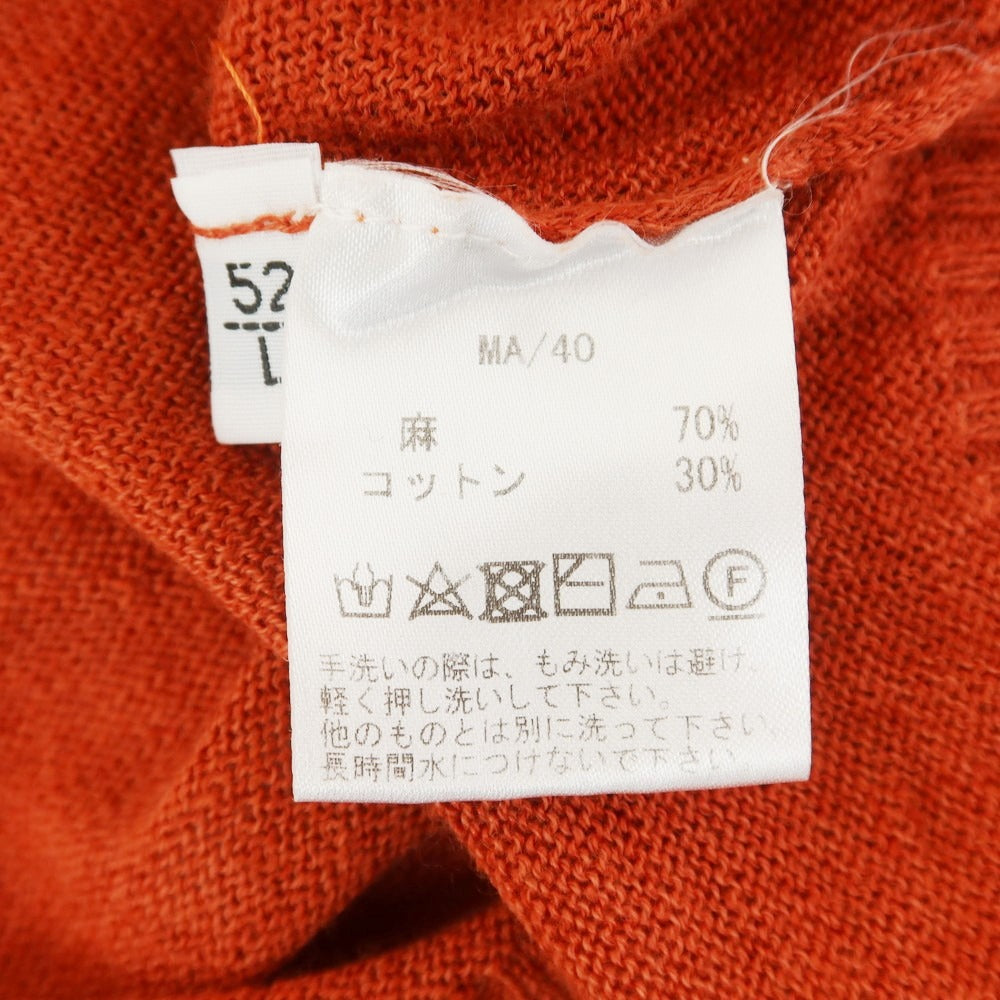 52
L
MA/40
麻 70%
コットン 30%
F
手洗いの際は、もみ洗いは避け、
軽く押し洗いして下さい。
他のものとは別に洗って下さい
長時間水につけないで下さい